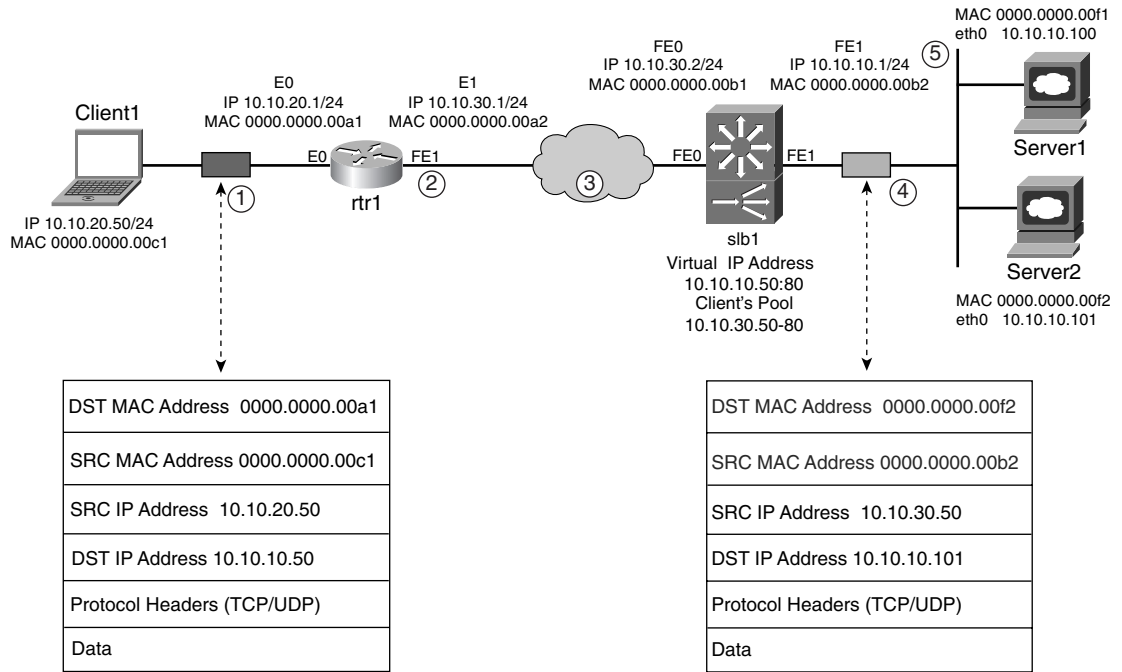 MAC 0000.0000.00f1
eth0 10.10.10.100
5
Server1
FE0
IP 10.10.30.2/24
MAC 0000.0000.00b1
FE1
IP 10.10.10.1/24
MAC 0000.0000.00b2
E0
IP 10.10.20.1/24
MAC 0000.0000.00a1
E1
IP 10.10.30.1/24
MAC 0000.0000.00a2
Client1
IP 10.10.20.50/24
MAC 0000.0000.00c1
1
E0
rtr1
FE1
2
3
FE0
FE1
4
slb1
Virtual IP Address
10.10.10.50:80
Client's Pool
10.10.30.50-80
Server2
MAC 0000.0000.00f2
eth0 10.10.10.101
DST MAC Address 0000.0000.00a1
SRC MAC Address 0000.0000.00c1
SRC IP Address 10.10.20.50
DST IP Address 10.10.10.50
Protocol Headers (TCP/UDP)
Data
DST MAC Address 0000.0000.00f2
SRC MAC Address 0000.0000.00b2
SRC IP Address 10.10.30.50
DST IP Address 10.10.10.101
Protocol Headers (TCP/UDP)
Data